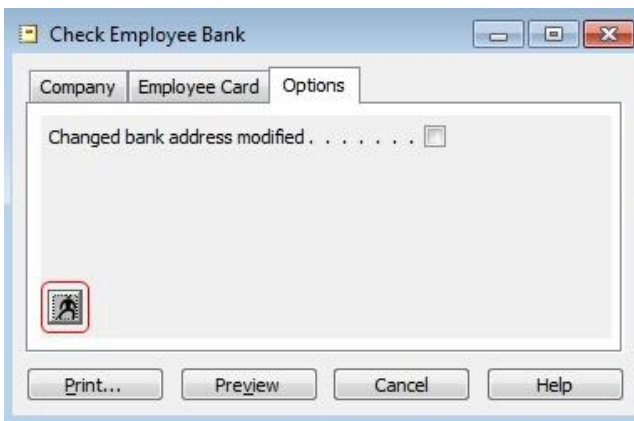 Check Employee Bank
Company Employee Card Options
Changed bank address modified . . . . . . .
Print... Preview Cancel Help